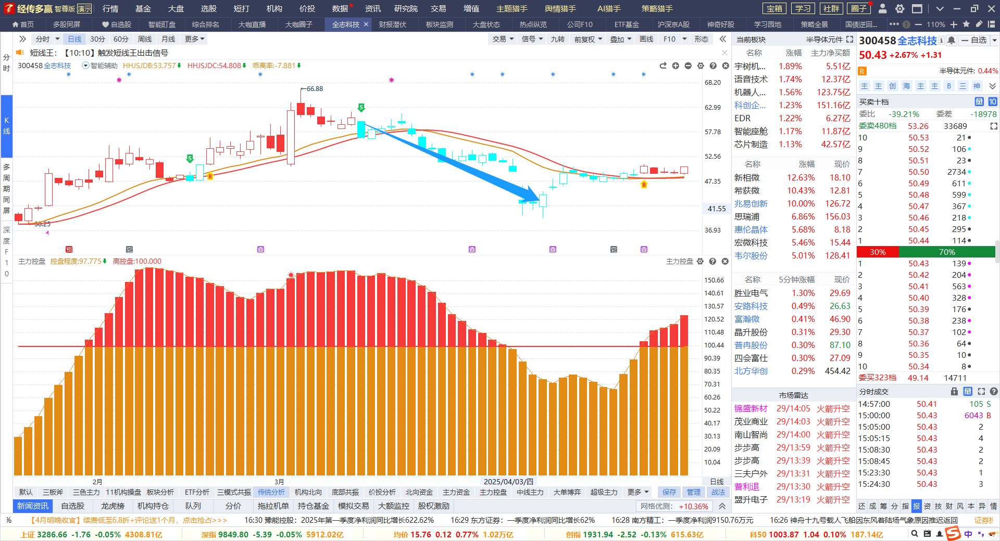 经传多赢 智尊版 演示 行情 基金 大盘 选股 短打 机构 价投 数据 资讯 研究院 交易 增值 主题猎手 舆情猎手 AI猎手 策略猎手 宝箱 学习 社群 圈子
首页 多股同屏 自选股 智能盯盘 综合排名 大咖直播 大咖圈子 全志科技 财报潜伏 板块监测 大盘状态 热点纵览 公司F10 ETF基金 沪深京A股 神奇好股 学习园地 策略全景 国债逆回... 110%
分时 日线 30分 60分 周线 月线 更多 交易 信号 九转 前复权 叠加 画线 F10 形态
短线王：【10:10】触发短线王出击信号
300458 全志科技 智能辅助 HHJSJDB:53.757 HHJSJDC:54.808 乖离率:-7.881
分时
K线
多周期同屏
深度F10
66.88
38.25
S
S
B
B
68.20
62.99
57.78
52.56
47.35
41.55
36.93
预
主力控盘 控盘程度:97.775 高控盘:100.000
主力控盘
150.66
140.61
130.57
120.52
110.48
100.44
90.39
80.35
70.31
60.26
50.22
40.17
30.13
20.09
10.04
2月 3月 2025/04/03/四 日线
默认 三板斧 三色主力 11机构操盘 板块分析 ETF分析 三模式共振 传统分析 机构北向 底部共振 价投分析 北向资金 主力资金 主力控盘 中线主力 大单博弈 超级主力 更多 保存 管理 战法
新闻资讯 自选股 龙虎榜 机构持仓 队列 分价 拖拉机单 持仓基金 模拟交易 大额监控 股权激励 网格优测： +10.36%
当前板块 半导体元件
名称 涨幅 主力净买额
宇树机... 1.89% 5.51亿
语音技术 1.74% 12.37亿
机器人... 1.56% 123.75亿
科创企... 1.23% 151.16亿
EDR 1.22% 6.27亿
智能座舱 1.17% 11.87亿
芯片制造 1.13% 42.57亿
名称 涨幅 现价
新相微 12.63% 18.10
希荻微 10.43% 12.81
兆易创新 10.00% 126.72
思瑞浦 6.86% 156.03
惠伦晶体 5.68% 8.18
宏微科技 5.46% 15.44
韦尔股份 5.01% 128.41
名称 5分钟涨幅 现价
胜业电气 1.30% 29.69
安路科技 0.49% 26.63
富瀚微 0.41% 46.90
晶升股份 0.31% 29.30
普冉股份 0.30% 87.10
四会富仕 0.30% 27.09
北方华创 0.29% 454.42
市场雷达
锦盛新材 29/14:05 火箭升空
茂业商业 29/14:03 火箭升空
南山智尚 29/14:00 火箭升空
步步高 29/13:59 火箭升空
步步高 29/13:39 火箭升空
三夫户外 29/13:31 火箭升空
普利退 29/13:30 火箭升空
盟升电子 29/13:19 火箭升空
300458 全志科技 自选
50.43 +2.67% +1.31
R 半导体元件: 0.44%
主 主 创 海 主 主 B 三 神
买卖十档 量 10
委比 -39.21% 委差 -18978
委卖480档 53.26 33689
10 50.53 21
9 50.52 106
8 50.51 23
7 50.50 2734
6 50.49 611
5 50.48 599
4 50.47 367
3 50.46 218
2 50.45 295
1 50.44 114
30% 70%
1 50.43 139
2 50.42 204
3 50.41 563
4 50.40 328
5 50.39 176
6 50.38 238
7 50.37 102
8 50.36 64
9 50.35 10
10 50.34 8
委买323档 49.14 14711
分时成交 量
14:57:00 50.41 105 S
15:00:00 50.43 6043 B
15:05:00 50.43 2
15:05:15 50.43 4
15:08:30 50.43 2
15:08:45 50.43 2
15:23:30 50.43 1
15:24:30 50.43 3
还 成 筹 分 指 报 资 技 财 风 本 异 情
% 【4月明晚收官】续费低至6.8折+评论送1个月，点击抢占>>> 16:30 豫能控股：2025年第一季度净利润同比增长622.62% 16:29 东方证券：一季度净利润同比增长62% 16:28 南方精工：一季度净利润9150.76万元 16:26 神舟十九号载人飞船因东风着陆场气象原因推迟返回
上证 3286.66 -1.76 -0.05% 4308.81亿 深指 9849.80 -5.39 -0.05% 5912.02亿 均价 15.76 0.12 0.77% 1.02万亿 创指 1931.94 -2.52 -0.13% 615.63亿 科50 1003.87 1.04 0.10% 187.14亿 中